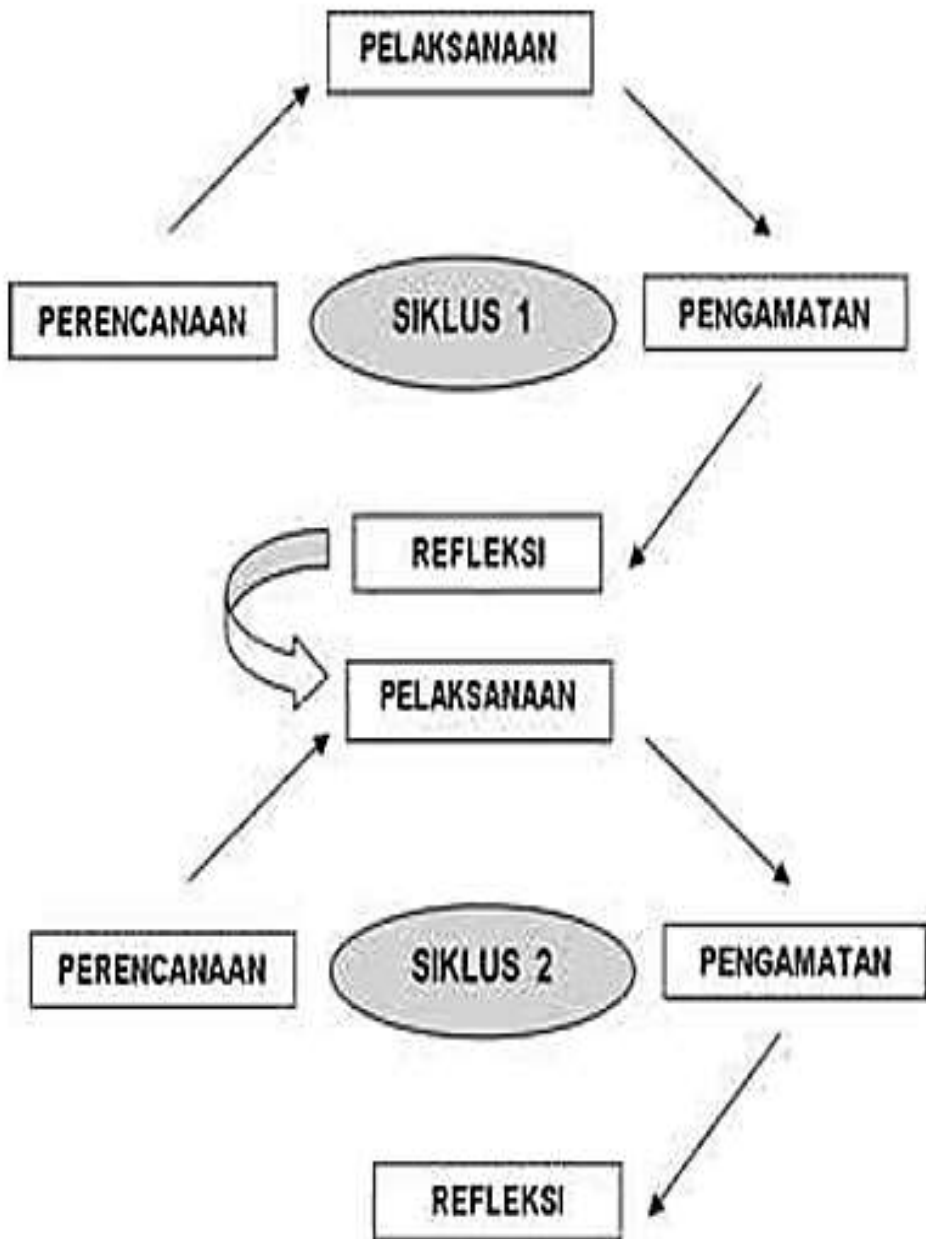 PELAKSANAAN
PERENCANAAN
SIKLUS 1
PENGAMATAN
REFLEKSI
PELAKSANAAN
PERENCANAAN
SIKLUS 2
PENGAMATAN
REFLEKSI